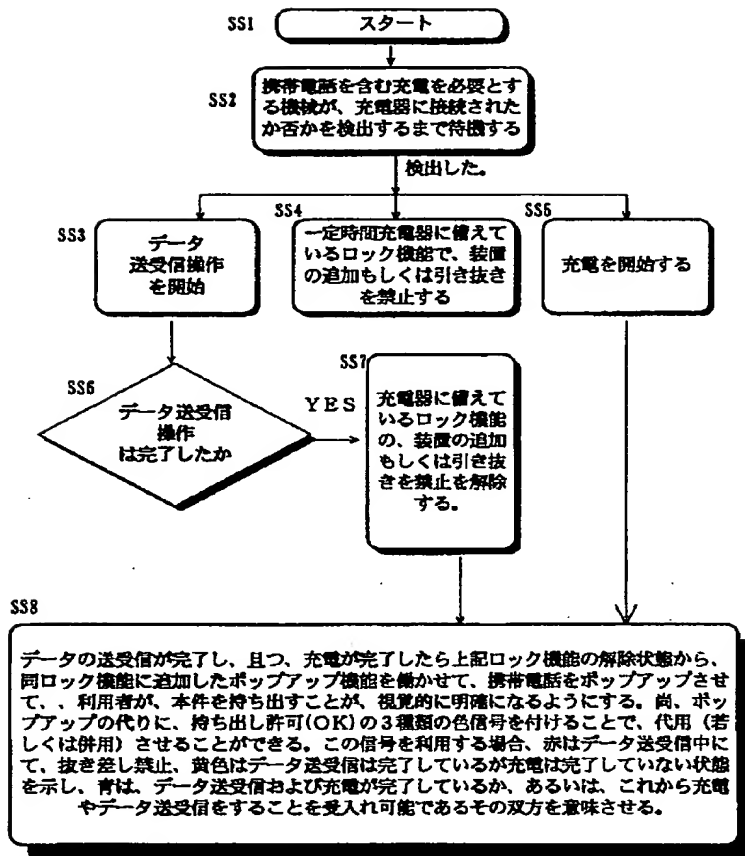 SS1
スタート
SS2
携帯電話を含む充電を必要とす
る機械が、充電器に接続された
か否かを検出するまで待機する
検出した。
SS3
データ
送受信操作
を開始
SS4
一定時間充電器に備えて
いるロック機能で、装置
の追加もしくは引き抜き
を禁止する
SS5
充電を開始する
SS6
データ送受信
操作
は完了したか
YES
SS7
充電器に備えて
いるロック機能
の、装置の追加
もしくは引き抜
きを禁止を解除
する。
SS8
データの送受信が完了し、且つ、充電が完了したら上記ロック機能の解除状態から、
同ロック機能に追加したポップアップ機能を働かせて、携帯電話をポップアップさせ
て、、利用者が、本件を持ち出すことが、視覚的に明確になるようにする。尚、ポッ
プアップの代りに、持ち出し許可(OK)の3種類の色信号を付けることで、代用(若
しくは併用)させることができる。この信号を利用する場合、赤はデータ送受信中に
て、抜き差し禁止、黄色はデータ送受信は完了しているが充電は完了していない状態
を示し、青は、データ送受信および充電が完了しているか、あるいは、これから充電
やデータ送受信をすることを受入れ可能であるその双方を意味させる。